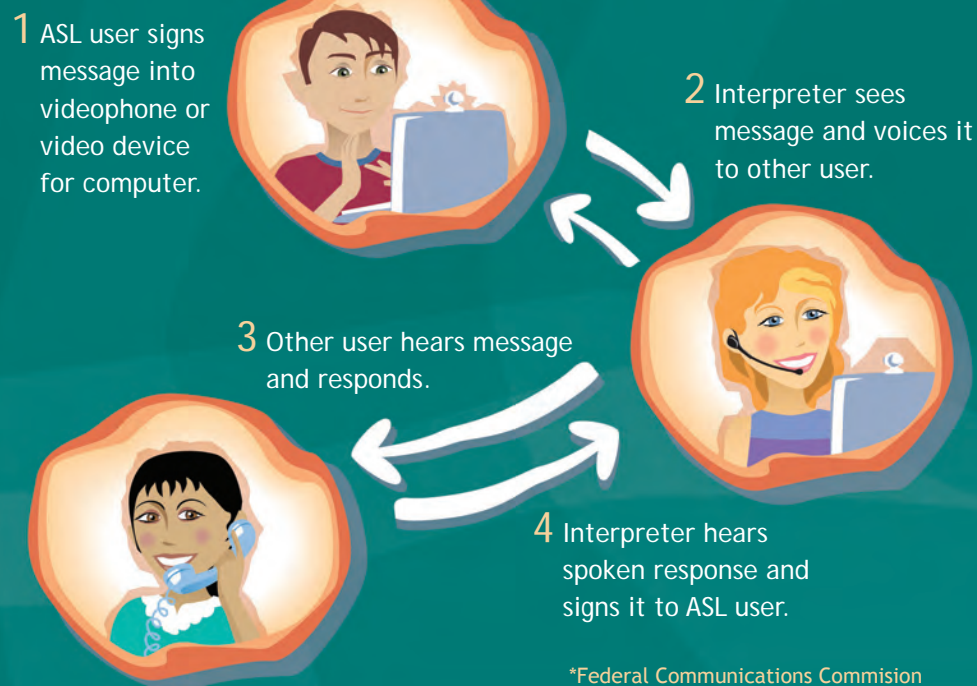 1 ASL user signs
message into
videophone or
video device
for computer.
2 Interpreter sees
message and voices it
to other user.
3 Other user hears message
and responds.
4 Interpreter hears
spoken response and
signs it to ASL user.
*Federal Communications Commision